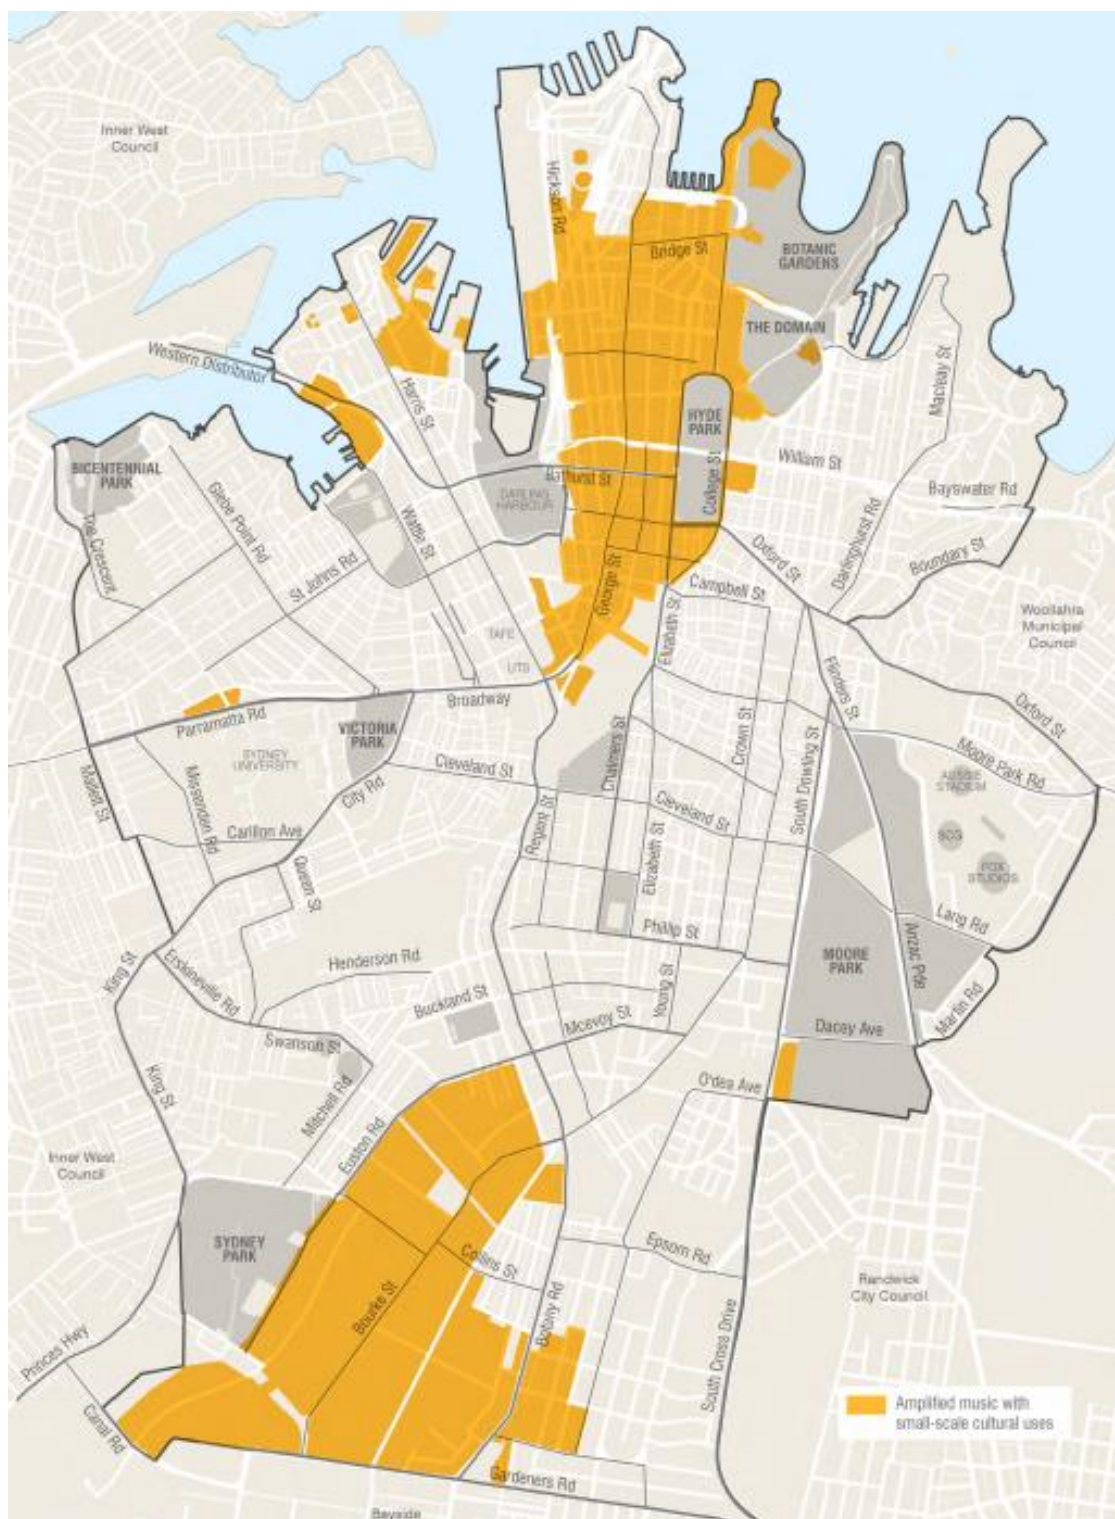 Inner West
Council
Hickson Rd
Bridge St
BOTANIC
GARDENS
THE DOMAIN
Western Distributor
Harris St
Macleay St
HYDE
PARK
College St
William St
Bathurst St
BICENTENNIAL
PARK
DARLING
HARBOUR
Bayswater Rd
Glebe Point Rd
Wattle St
The Crescent
St Johns Rd
Oxford St
Darlinghurst Rd
Boundary St
George St
Campbell St
Woollahra
Municipal
Council
TAFE
UTS
Elizabeth St
Flinders St
Broadway
Parramatta Rd
VICTORIA
PARK
Oxford St
Crown St
Moore Park Rd
SYDNEY
UNIVERSITY
Chalmers St
South Dowling St
AUSSIE
STADIUM
Mallett St
Missenden Rd
City Rd
Cleveland St
Cleveland St
Carillon Ave
Regent St
Elizabeth St
SCG
FOX
STUDIOS
Queen St
Lang Rd
Phillip St
King St
Erskineville Rd
Henderson Rd
MOORE
PARK
Anzac Pde
Buckland St
Young St
Martin Rd
Mcevoy St
Dacey Ave
Swanson St
King St
Mitchell Rd
O'dea Ave
Euston Rd
Inner West
Council
SYDNEY
PARK
Collins St
Epsom Rd
Bourke St
Botany Rd
Randwick
City Council
Princes Hwy
South Cross Drive
Canal Rd
Amplified music with
small-scale cultural uses
Gardeners Rd
Bayside